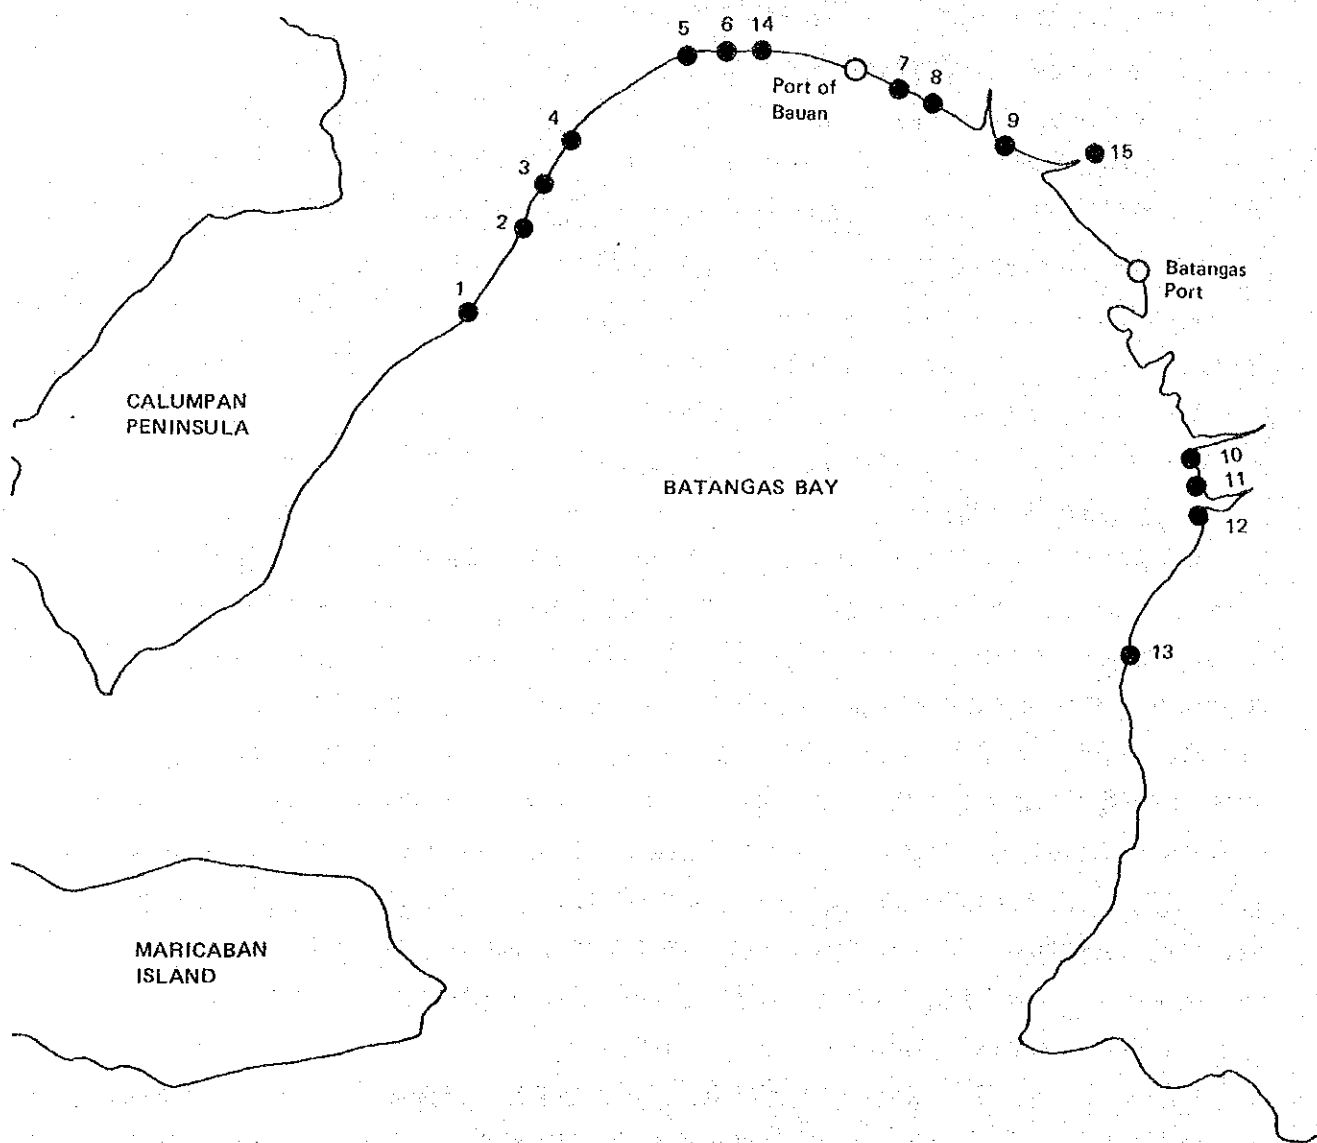 5 6 14
Port of
Bauan
7 8
4
9
15
3
2
Batangas
Port
1
CALUMPAN
PENINSULA
BATANGAS BAY
10
11
12
13
MARICABAN
ISLAND